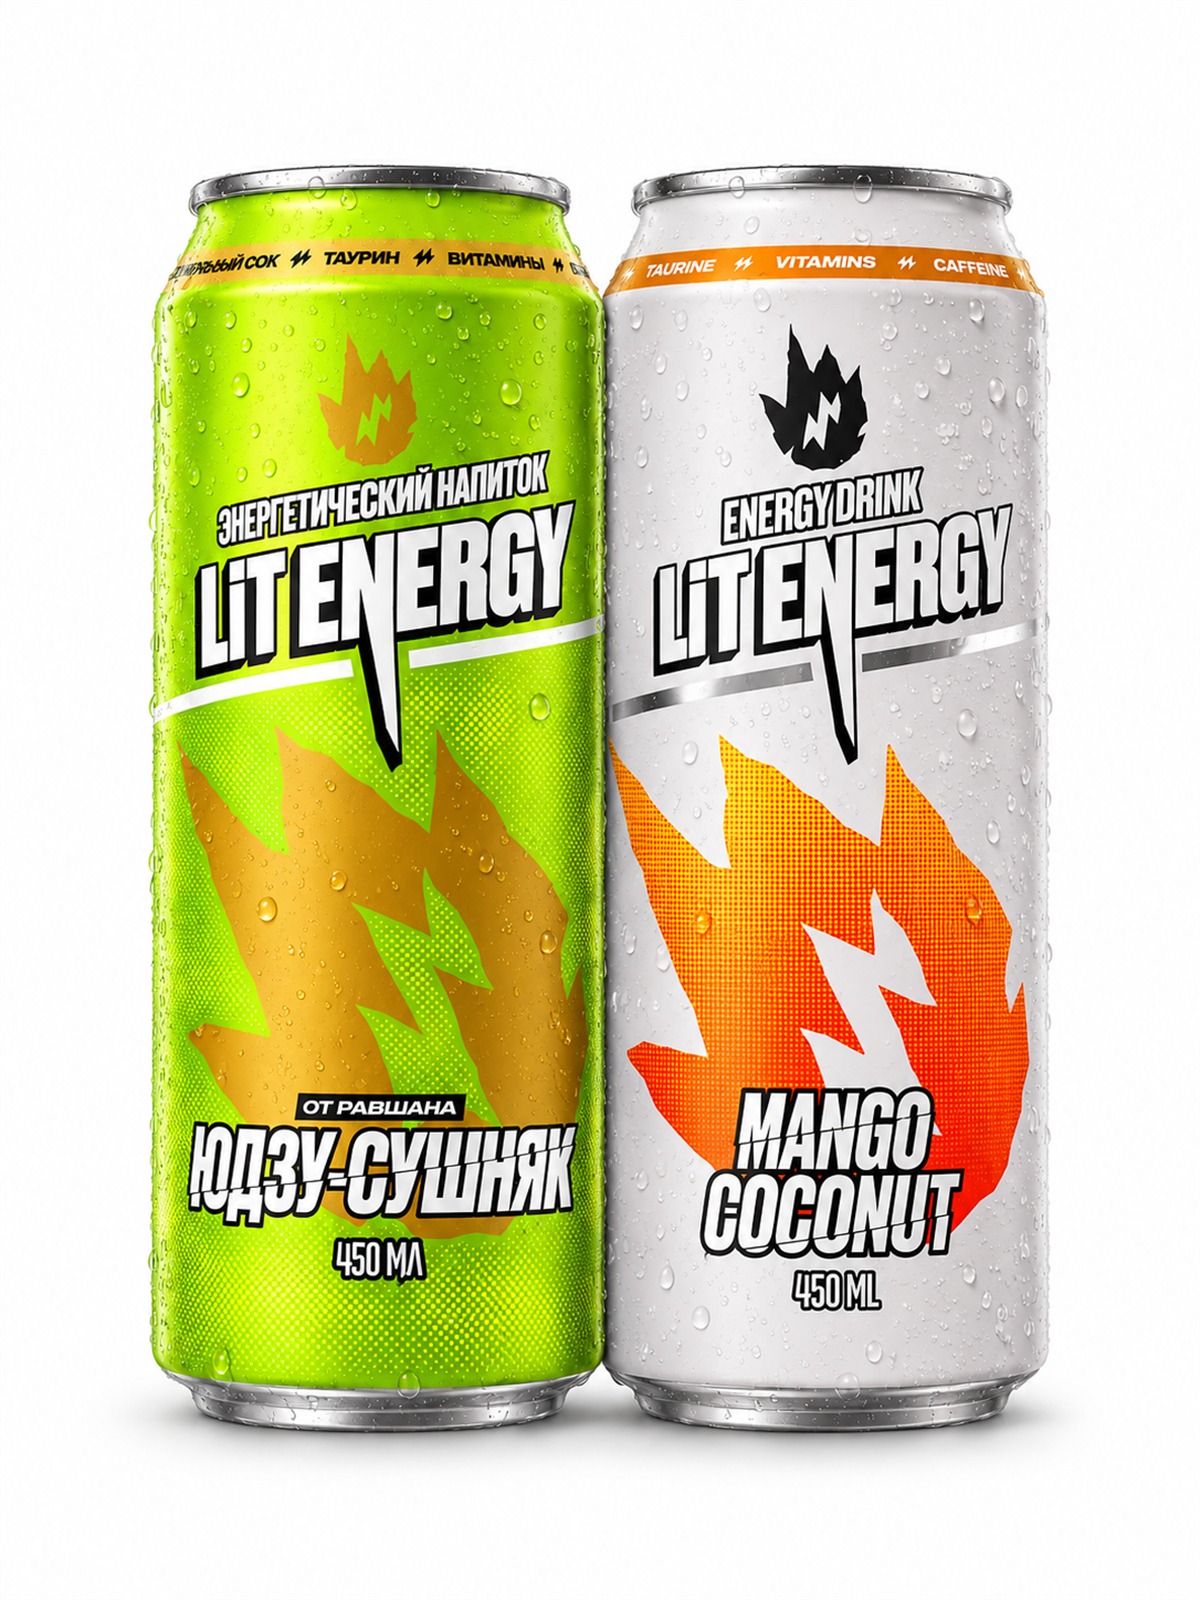 СОК ТАУРИН ВИТАМИНЫ
ЭНЕРГЕТИЧЕСКИЙ НАПИТОК
LiT ENERGY
ОТ РАВШАНА
ЮДЗУ-СУШНЯК
450 МЛ
TAURINE VITAMINS CAFFEINE
ENERGY DRINK
LiT ENERGY
MANGO
COCONUT
450 ML